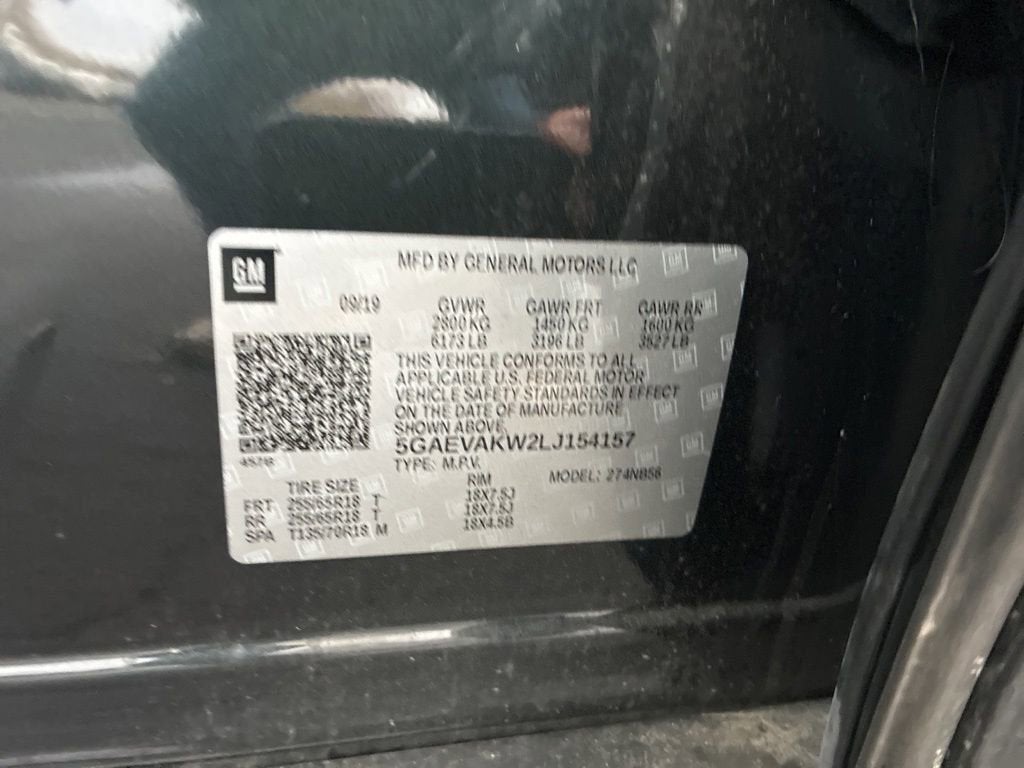 GM
MFD BY GENERAL MOTORS LLC
09/19 GVWR GAWR FRT GAWR RR
2800 KG 1450 KG 1600 KG
6173 LB 3196 LB 3527 LB
THIS VEHICLE CONFORMS TO ALL
APPLICABLE U.S. FEDERAL MOTOR
VEHICLE SAFETY STANDARDS IN EFFECT
ON THE DATE OF MANUFACTURE
SHOWN ABOVE.
5GAEVAKW2LJ154157
TYPE: M.P.V. MODEL: 274NB56
TIRE SIZE RIM
FRT 255/65R18 T 18X7.5J
RR 255/65R18 T 18X7.5J
SPA T135/70R18 M 18X4.5B